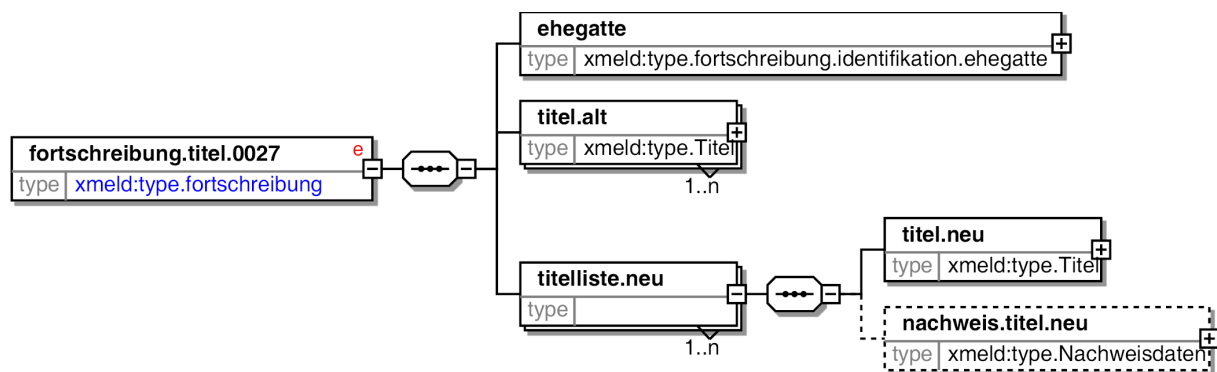 ehegatte
type xmeld:type.fortschreibung.identifikation.ehegatte
titel.alt
type xmeld:type.Titel
1..n
fortschreibung.titel.0027 e
type xmeld:type.fortschreibung
titelliste.neu
type
1..n
titel.neu
type xmeld:type.Titel
nachweis.titel.neu
type xmeld:type.Nachweisdaten